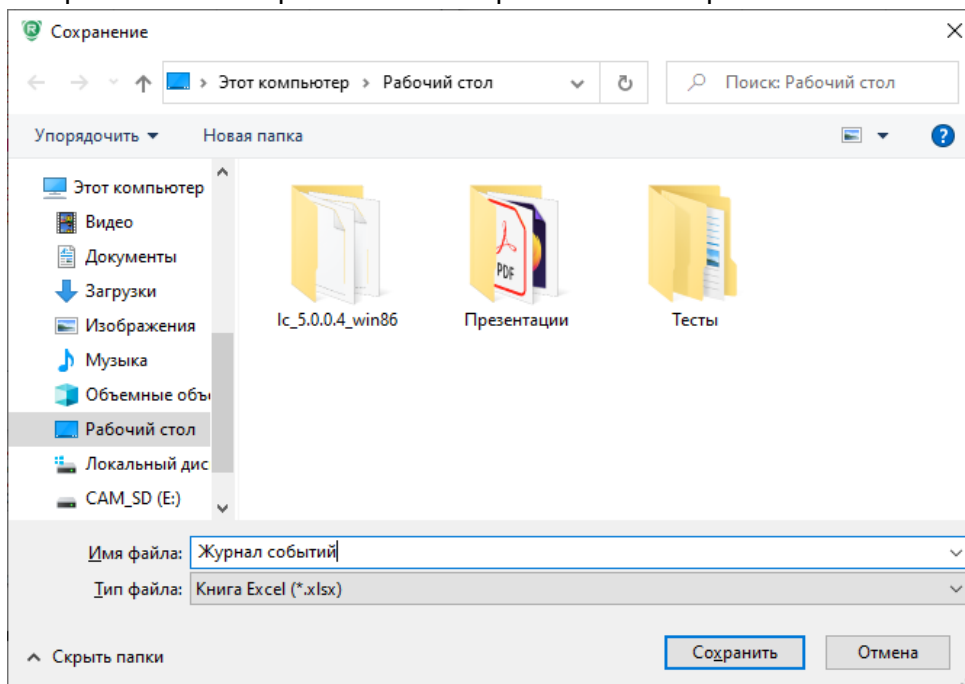 Сохранение
Этот компьютер > Рабочий стол
Поиск: Рабочий стол
Упорядочить
Новая папка
Этот компьютер
Видео
Документы
Загрузки
Изображения
Музыка
Объемные объ
Рабочий стол
Локальный дис
CAM_SD (E:)
lc_5.0.0.4_win86
Презентации
Тесты
PDF
Имя файла: Журнал событий
Тип файла: Книга Excel (*.xlsx)
Скрыть папки
Сохранить
Отмена